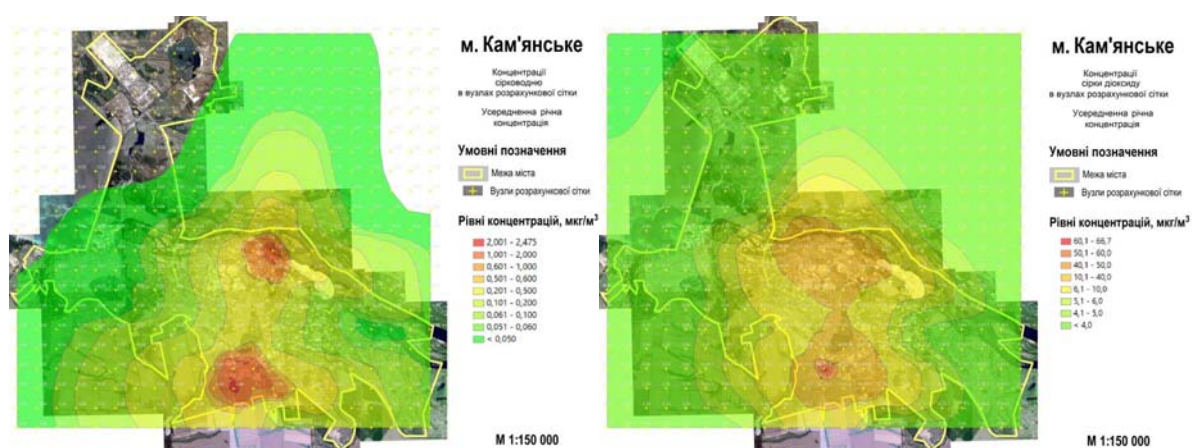 м. Кам'янське
Концентрації
сірководню
в вузлах розрахункової сітки
Усередненна річна
концентрація
Умовні позначення
Межа міста
Вузли розрахункової сітки
Рівні концентрацій, мкг/м³
2,001 - 2,475
1,001 - 2,000
0,601 - 1,000
0,501 - 0,600
0,201 - 0,500
0,101 - 0,200
0,061 - 0,100
0,051 - 0,060
< 0,050
М 1:150 000
м. Кам'янське
Концентрації
сірки діоксиду
в вузлах розрахункової сітки
Усередненна річна
концентрація
Умовні позначення
Межа міста
Вузли розрахункової сітки
Рівні концентрацій, мкг/м³
60,1 - 66,7
50,1 - 60,0
40,1 - 50,0
10,1 - 40,0
6,1 - 10,0
5,1 - 6,0
4,1 - 5,0
< 4,0
М 1:150 000